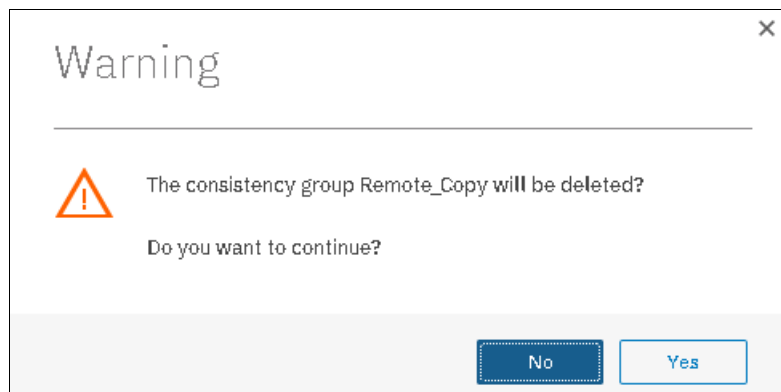 Warning
The consistency group Remote_Copy will be deleted?
Do you want to continue?
No
Yes